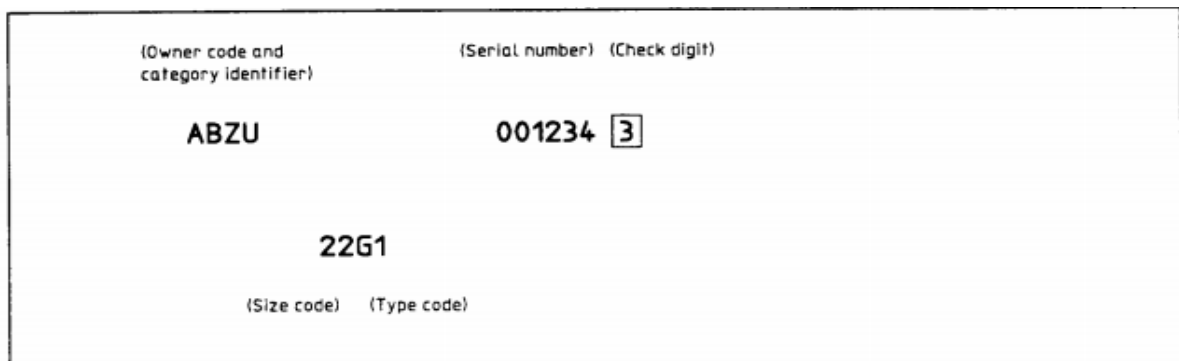 (Owner code and (Serial number) (Check digit)
category identifier)
ABZU 001234 3
22G1
(Size code) (Type code)